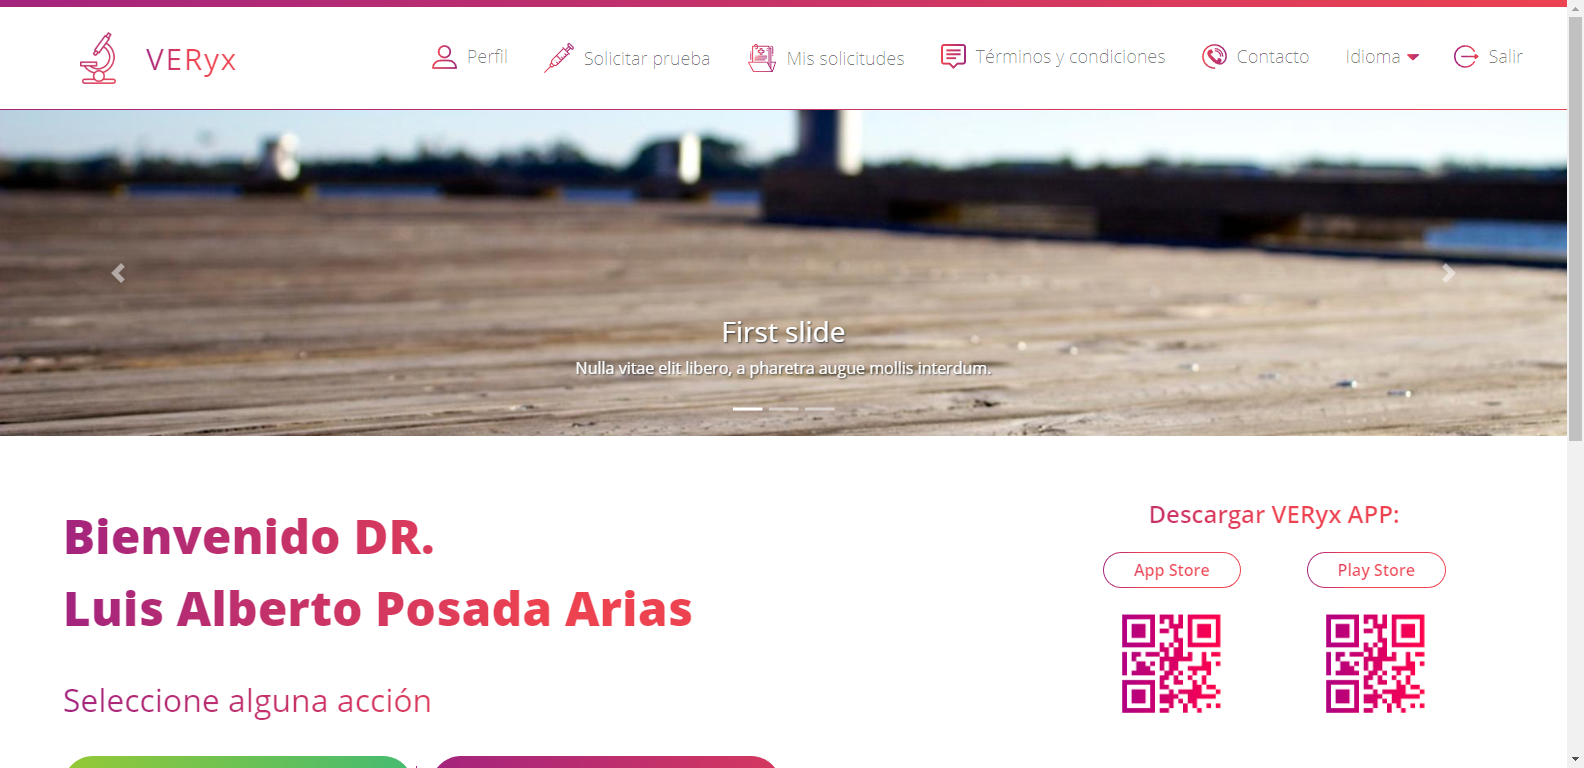 VERyx
Perfil
Solicitar prueba
Mis solicitudes
Términos y condiciones
Contacto
Idioma
Salir
First slide
Nulla vitae elit libero, a pharetra augue mollis interdum.
Bienvenido DR.
Luis Alberto Posada Arias
Seleccione alguna acción
Descargar VERyx APP:
App Store
Play Store